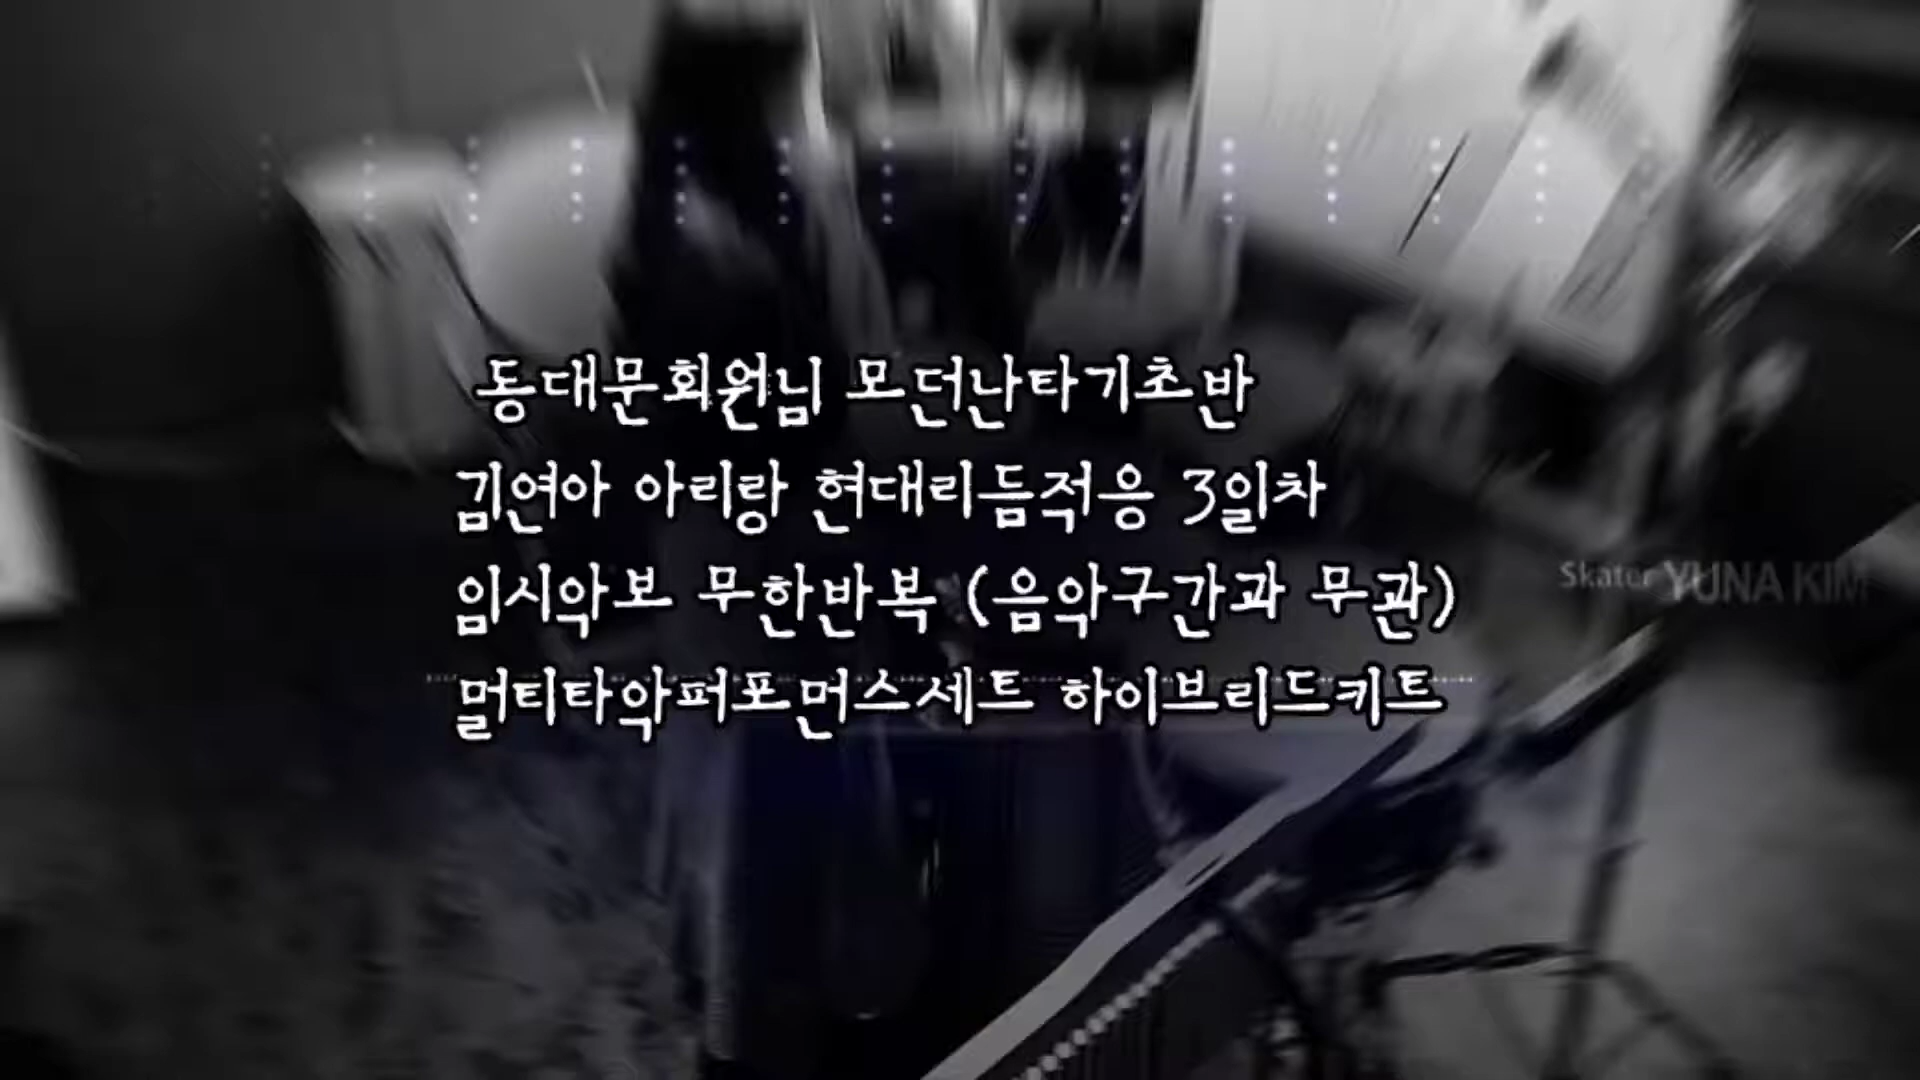 동대문회원님 모던난타기초반
김연아 아리랑 현대리듬적응 3일차
임시악보 무한반복 (음악구간과 무관)
멀티타악퍼포먼스세트 하이브리드키트
Skater YUNA KIM